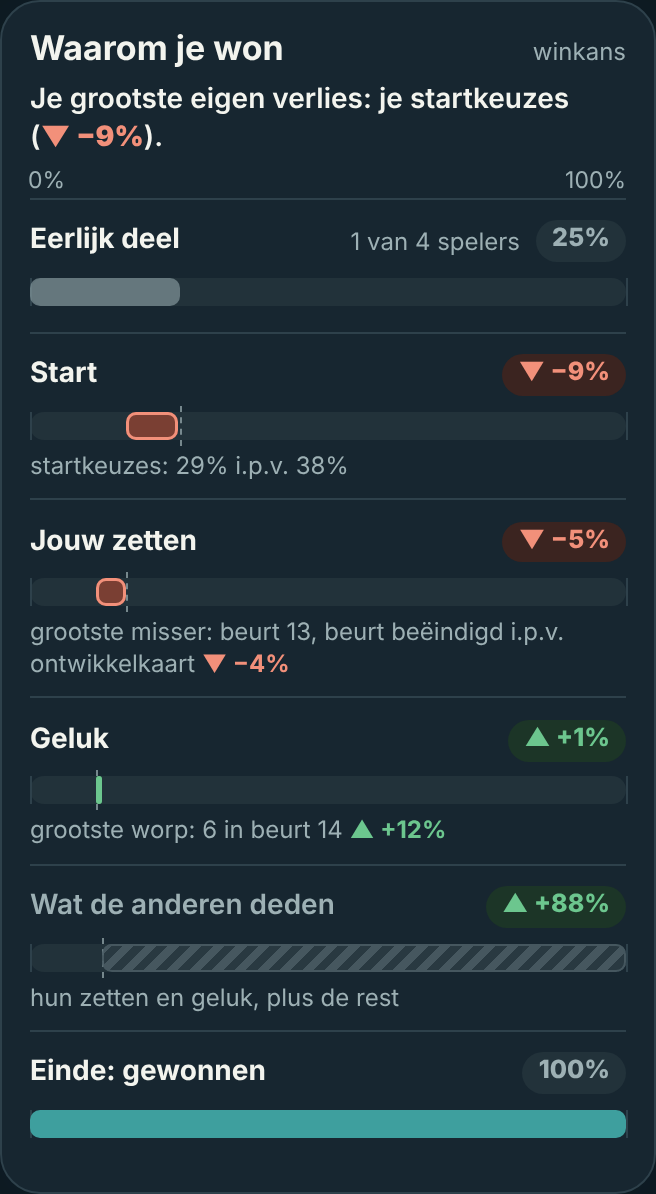 Waarom je won
winkans
Je grootste eigen verlies: je startkeuzes
(▼ −9%).
0%
100%
Eerlijk deel
1 van 4 spelers
25%
Start
▼ −9%
startkeuzes: 29% i.p.v. 38%
Jouw zetten
▼ −5%
grootste misser: beurt 13, beurt beëindigd i.p.v.
ontwikkelkaart ▼ −4%
Geluk
▲ +1%
grootste worp: 6 in beurt 14 ▲ +12%
Wat de anderen deden
▲ +88%
hun zetten en geluk, plus de rest
Einde: gewonnen
100%